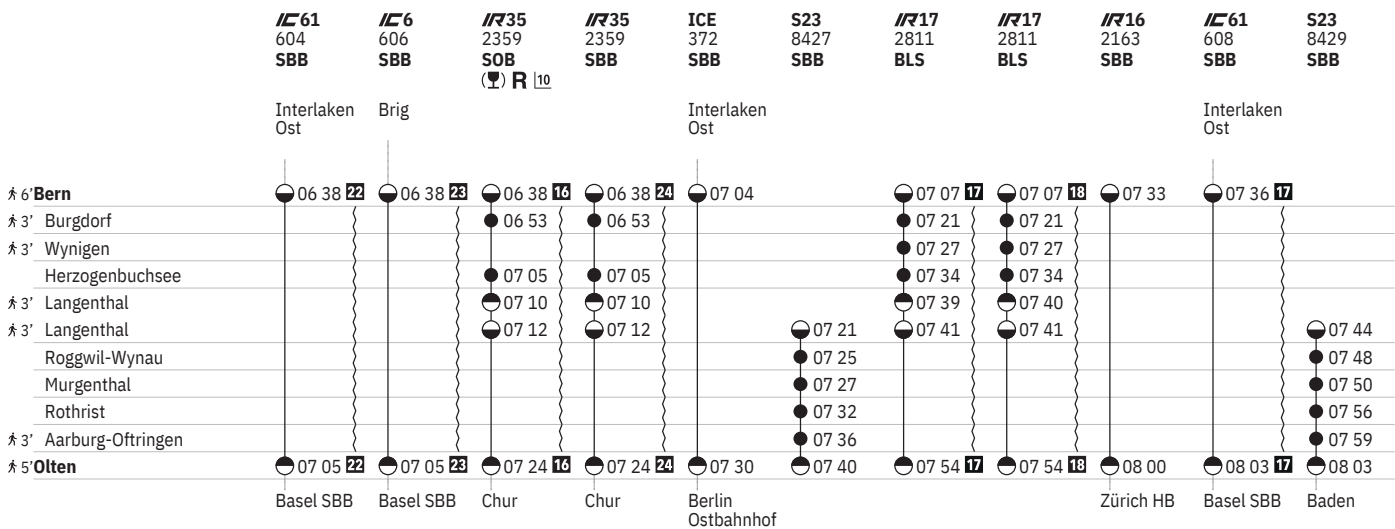 IC61 IC6 IR35 IR35 ICE S23 IR17 IR17 IR16 IC61 S23
604 606 2359 2359 372 8427 2811 2811 2163 608 8429
SBB SBB SOB SBB SBB SBB BLS BLS SBB SBB SBB
R 10
Interlaken Brig Interlaken Interlaken
Ost Ost Ost
6' Bern 06 38 22 06 38 23 06 38 16 06 38 24 07 04 07 07 17 07 07 18 07 33 07 36 17
3' Burgdorf 06 53 06 53 07 21 07 21
3' Wynigen 07 27 07 27
Herzogenbuchsee 07 05 07 05 07 34 07 34
3' Langenthal 07 10 07 10 07 39 07 40
3' Langenthal 07 12 07 12 07 21 07 41 07 41 07 44
Roggwil-Wynau 07 25 07 48
Murgenthal 07 27 07 50
Rothrist 07 32 07 56
3' Aarburg-Oftringen 07 36 07 59
5' Olten 07 05 22 07 05 23 07 24 16 07 24 24 07 30 07 40 07 54 17 07 54 18 08 00 08 03 17 08 03
Basel SBB Basel SBB Chur Chur Berlin Zürich HB Basel SBB Baden
Ostbahnhof